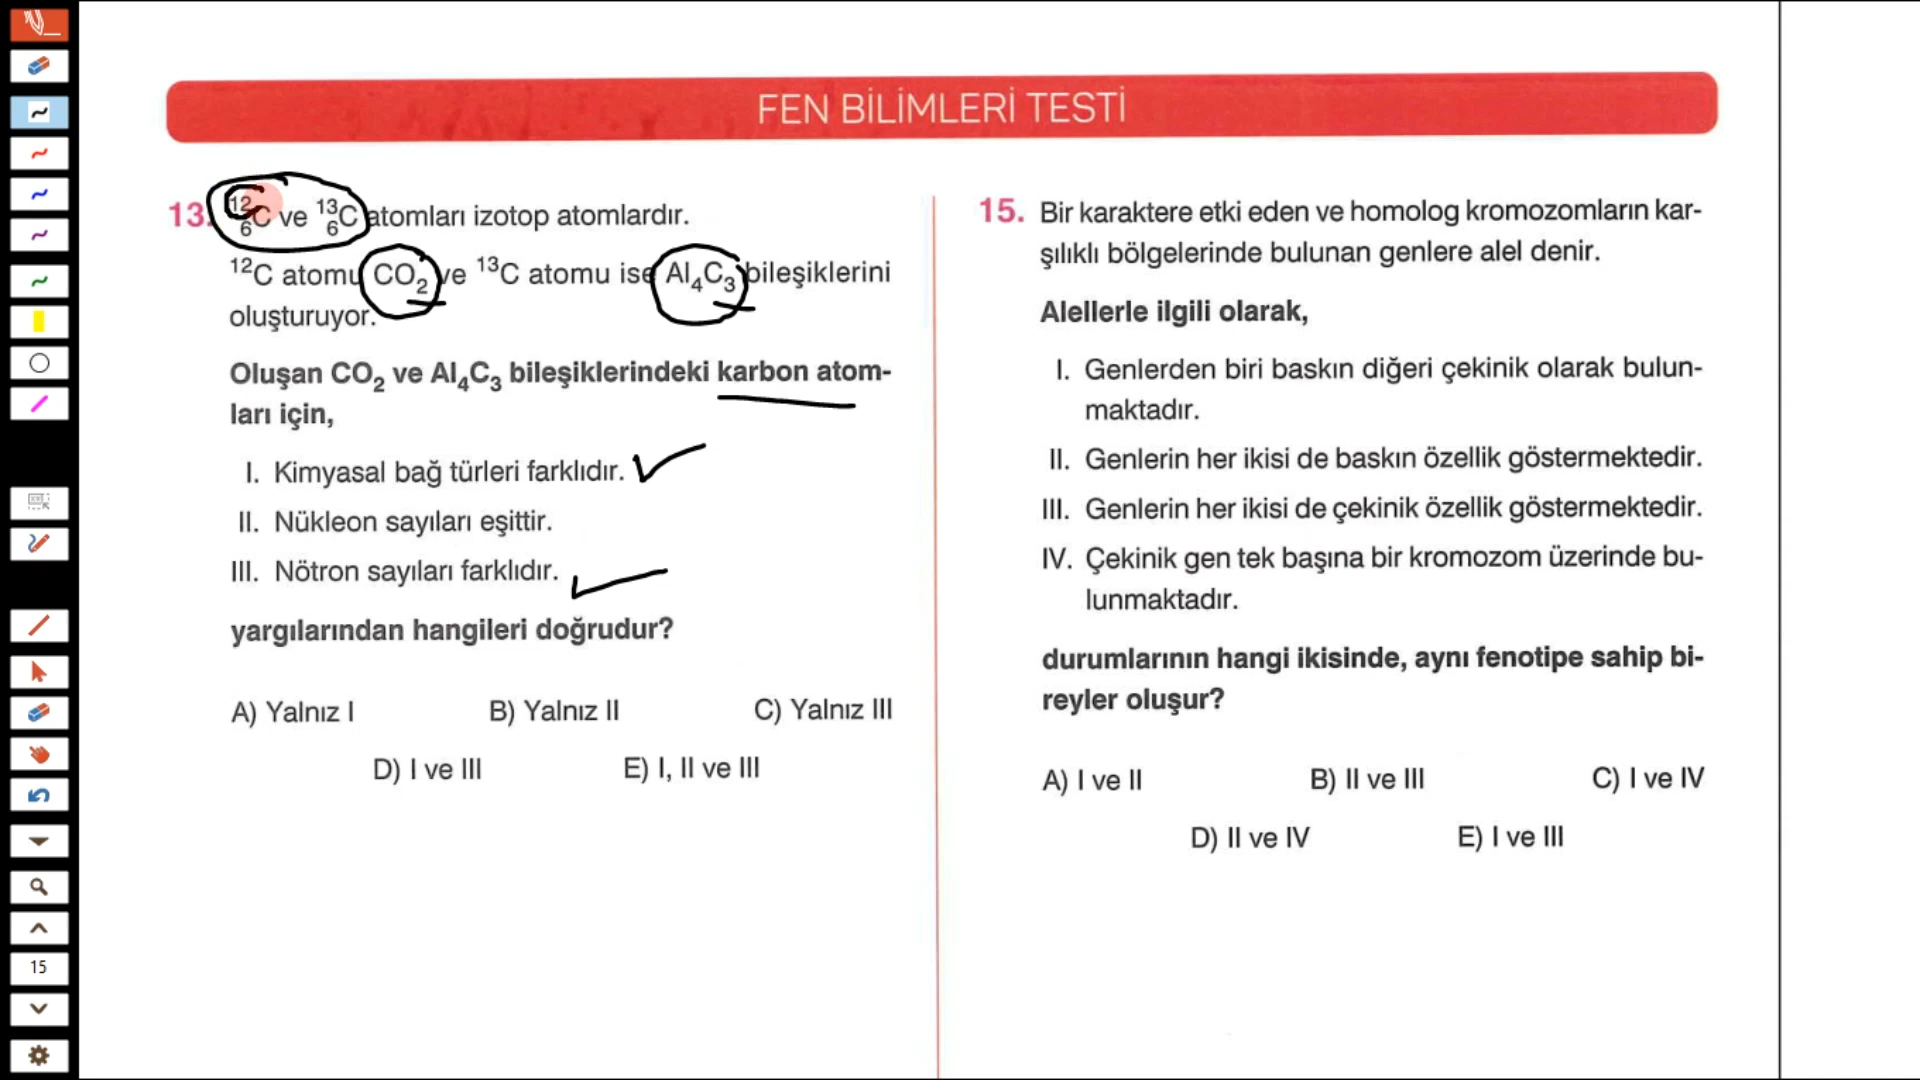 FEN BİLİMLERİ TESTİ
13. ¹²₆C ve ¹³₆C atomları izotop atomlardır.
¹²C atomu CO₂ ve ¹³C atomu ise Al₄C₃ bileşiklerini
oluşturuyor.
Oluşan CO₂ ve Al₄C₃ bileşiklerindeki karbon atom-
ları için,
I. Kimyasal bağ türleri farklıdır.
II. Nükleon sayıları eşittir.
III. Nötron sayıları farklıdır.
yargılarından hangileri doğrudur?
A) Yalnız I B) Yalnız II C) Yalnız III
D) I ve III E) I, II ve III
15. Bir karaktere etki eden ve homolog kromozomların kar-
şılıklı bölgelerinde bulunan genlere alel denir.
Alellerle ilgili olarak,
I. Genlerden biri baskın diğeri çekinik olarak bulun-
maktadır.
II. Genlerin her ikisi de baskın özellik göstermektedir.
III. Genlerin her ikisi de çekinik özellik göstermektedir.
IV. Çekinik gen tek başına bir kromozom üzerinde bu-
lunmaktadır.
durumlarının hangi ikisinde, aynı fenotipe sahip bi-
reyler oluşur?
A) I ve II B) II ve III C) I ve IV
D) II ve IV E) I ve III
15